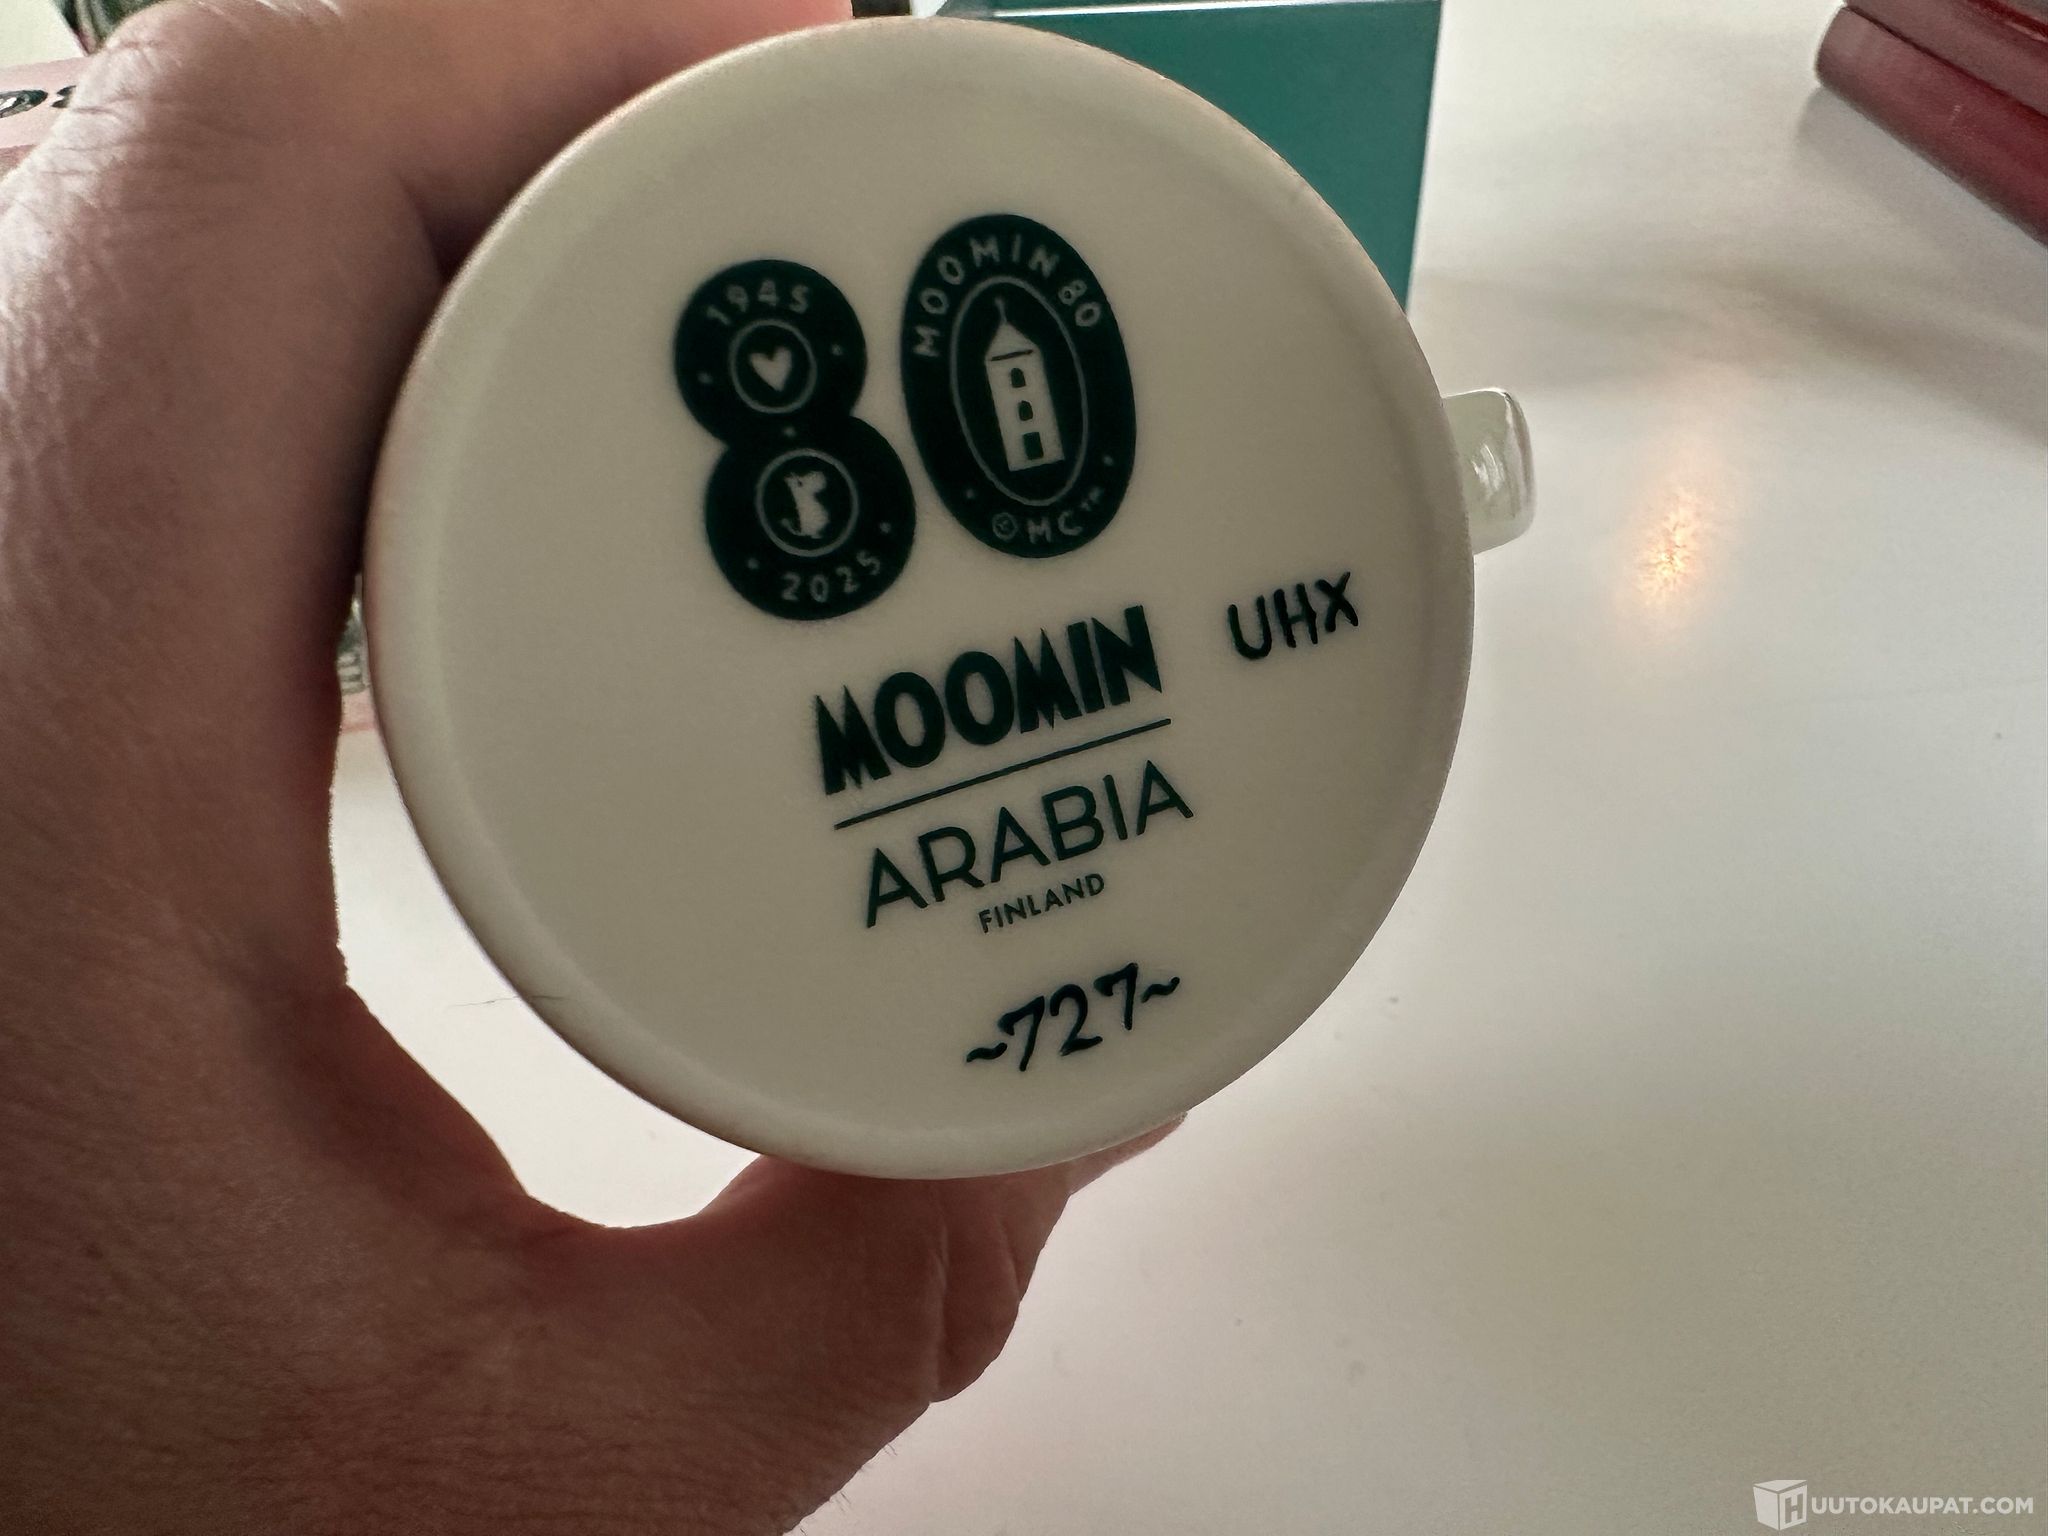 1945
2025
MOOMIN 80
© MC™
MOOMIN
UHX
ARABIA
FINLAND
~727~
HUUTOKAUPAT.COM